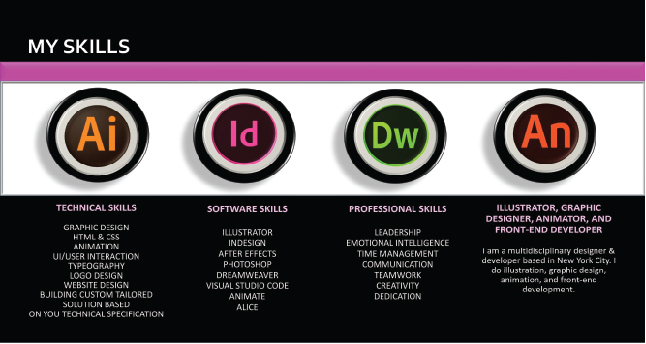 MY SKILLS
Ai
Id
Dw
An
TECHNICAL SKILLS
GRAPHIC DESIGN
HTML & CSS
ANIMATION
UI/USER INTERACTION
TYPEOGRAPHY
LOGO DESIGN
WEBSITE DESIGN
BUILDING CUSTOM TAILORED
SOLUTION BASED
ON YOU TECHNICAL SPECIFICATION
SOFTWARE SKILLS
ILLUSTRATOR
INDESIGN
AFTER EFFECTS
PHOTOSHOP
DREAMWEAVER
VISUAL STUDIO CODE
ANIMATE
ALICE
PROFESSIONAL SKILLS
LEADERSHIP
EMOTIONAL INTELLIGENCE
TIME MANAGEMENT
COMMUNICATION
TEAMWORK
CREATIVITY
DEDICATION
ILLUSTRATOR, GRAPHIC
DESIGNER, ANIMATOR, AND
FRONT-END DEVELOPER
I am a multidisciplinary designer &
developer based in New York City. I
do illustration, graphic design,
animation, and front-end
development.